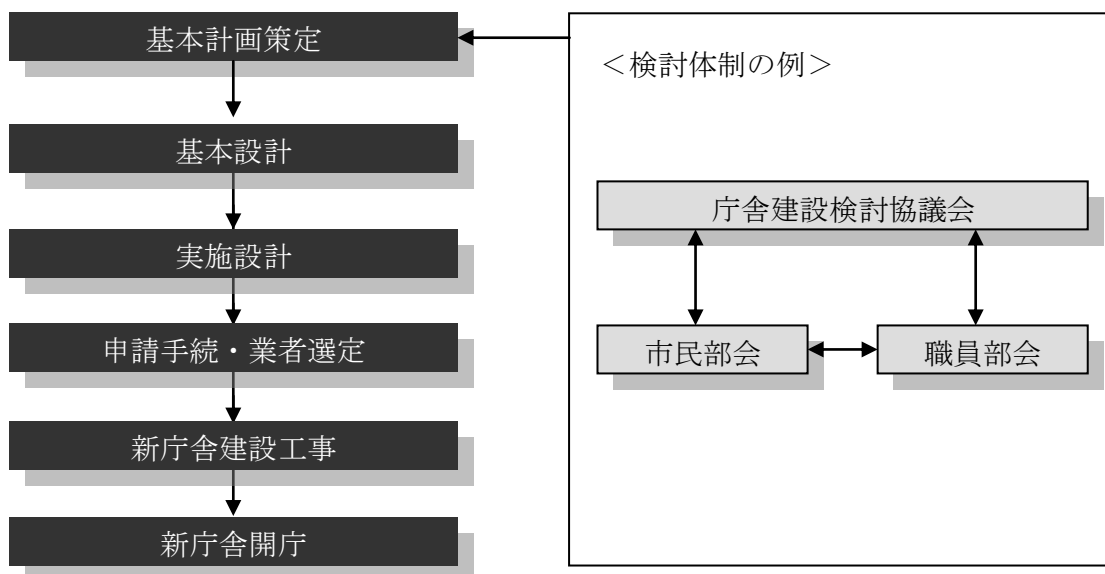 基本計画策定
基本設計
実施設計
申請手続・業者選定
新庁舎建設工事
新庁舎開庁
＜検討体制の例＞
庁舎建設検討協議会
市民部会
職員部会